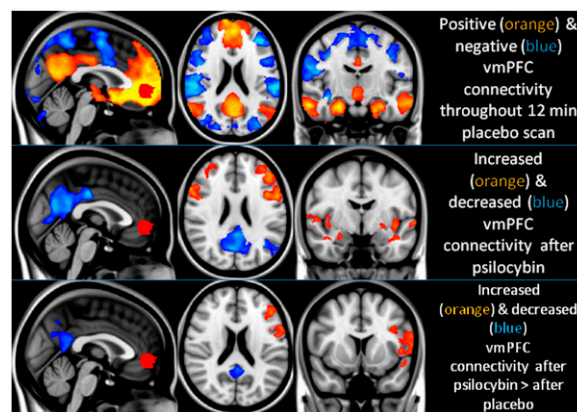 Positive (orange) &
negative (blue)
vmPFC
connectivity
throughout 12 min
placebo scan
Increased
(orange) &
decreased (blue)
vmPFC
connectivity after
psilocybin
Increased
(orange) & decreased
(blue)
vmPFC
connectivity after
psilocybin > after
placebo